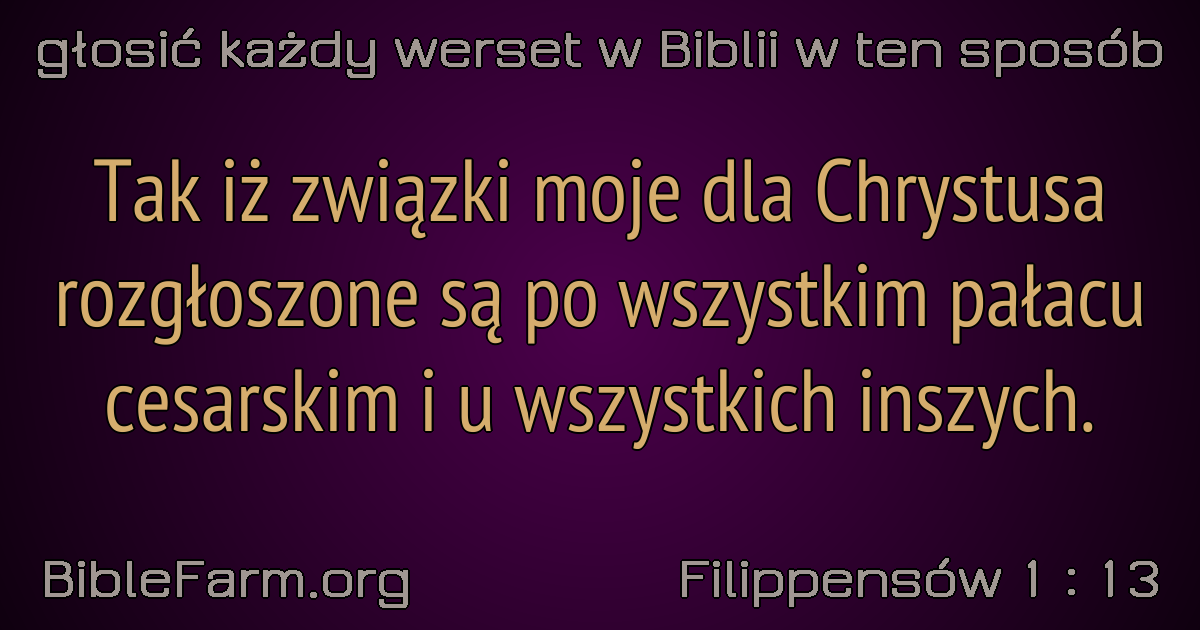 głosić każdy werset w Biblii w ten sposób
Tak iż związki moje dla Chrystusa
rozgłoszone są po wszystkim pałacu
cesarskim i u wszystkich inszych.
BibleFarm.org
Filippensów 1 : 13